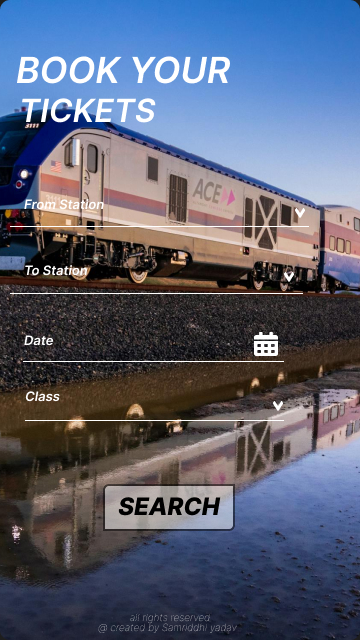 BOOK YOUR
TICKETS
ACE
From Station
To Station
Date
Class
SEARCH
all rights reserved
@ created by Samriddhi yadav